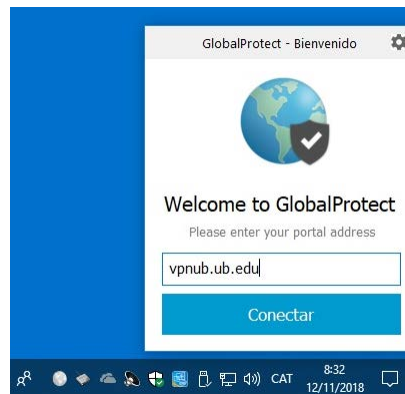 GlobalProtect - Bienvenido
Welcome to GlobalProtect
Please enter your portal address
vpnub.ub.edu
Conectar
CAT
8:32
12/11/2018